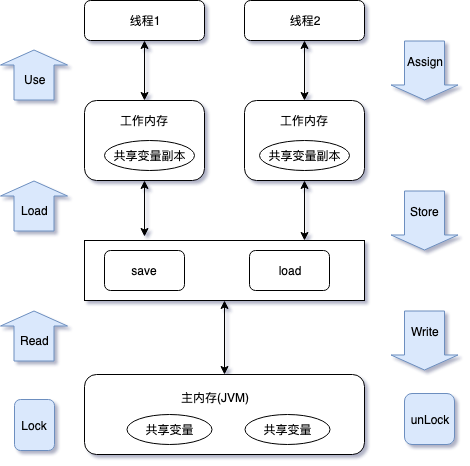 线程1
线程2
Use
Assign
工作内存
工作内存
共享变量副本
共享变量副本
Load
Store
save
load
Read
Write
主内存(JVM)
Lock
共享变量
共享变量
unLock